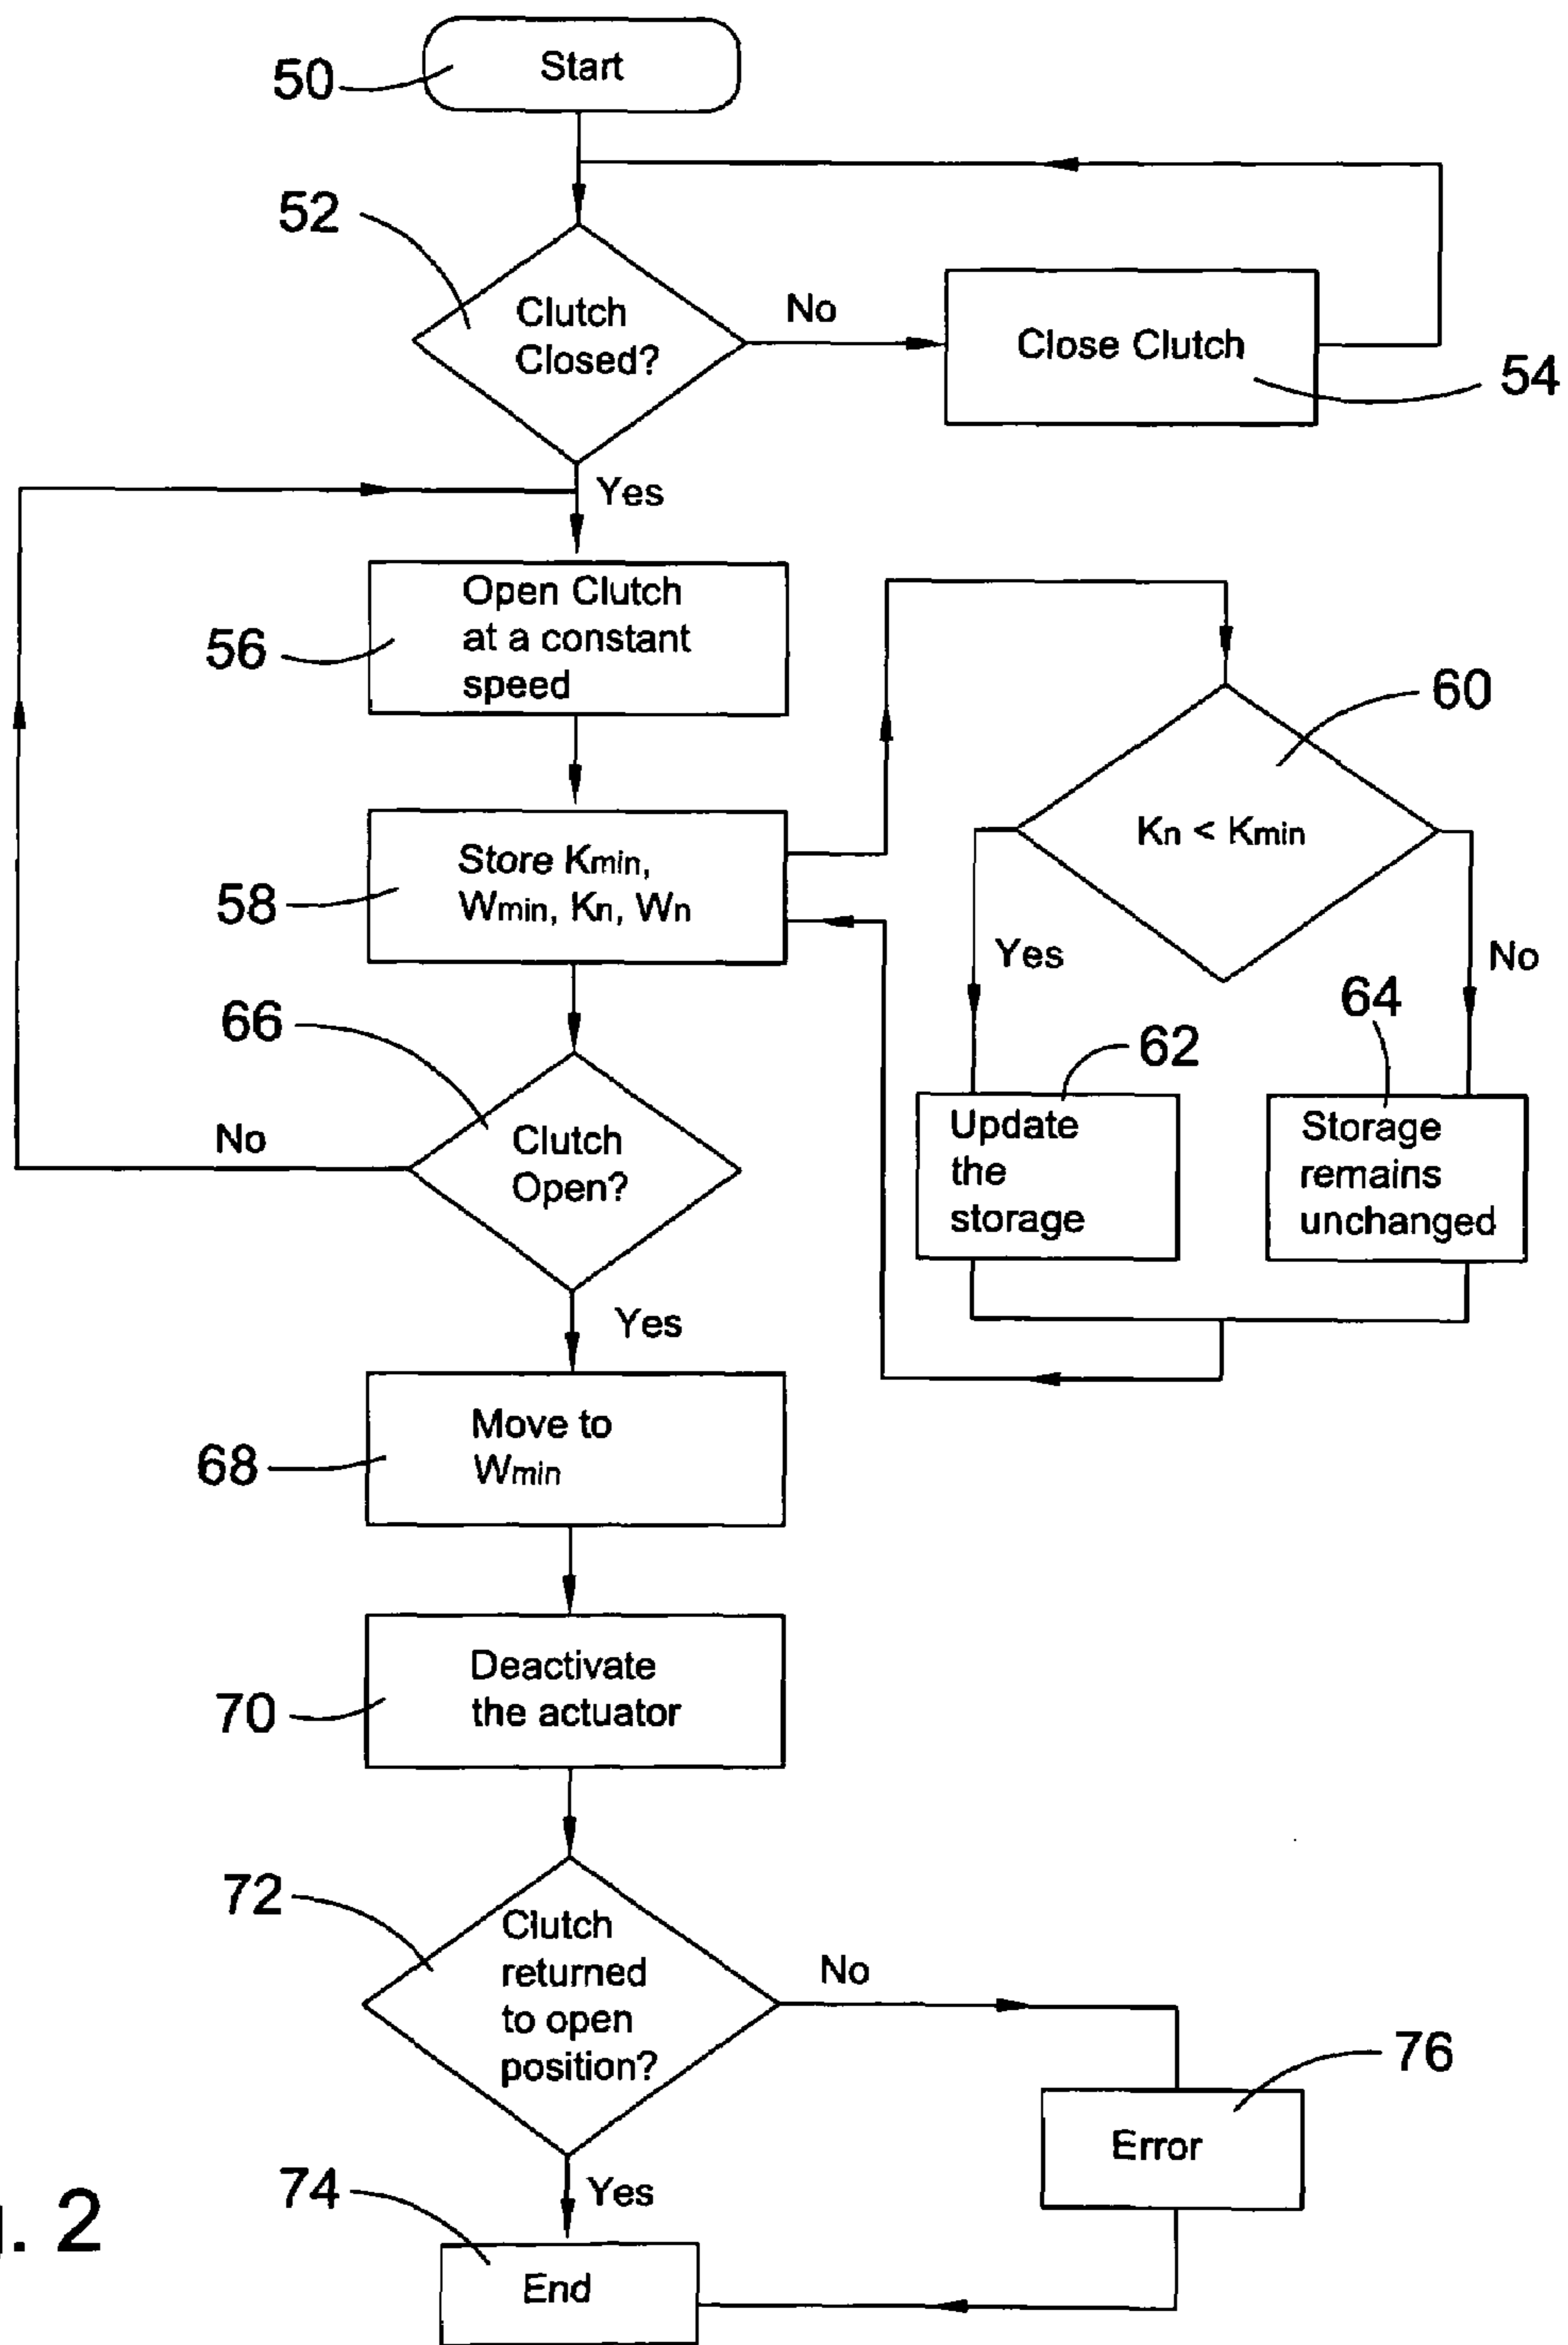 50
Start
52
Clutch
Closed?
No
Close Clutch
54
Yes
Open Clutch
at a constant
speed
56
60
Kn < Kmin
Store Kmin,
Wmin, Kn, Wn
58
Yes
No
66
62
64
Clutch
Open?
No
Update
the
storage
Storage
remains
unchanged
Yes
Move to
Wmin
68
Deactivate
the actuator
70
72
Clutch
returned
to open
position?
No
76
Error
Yes
74
End
. 2